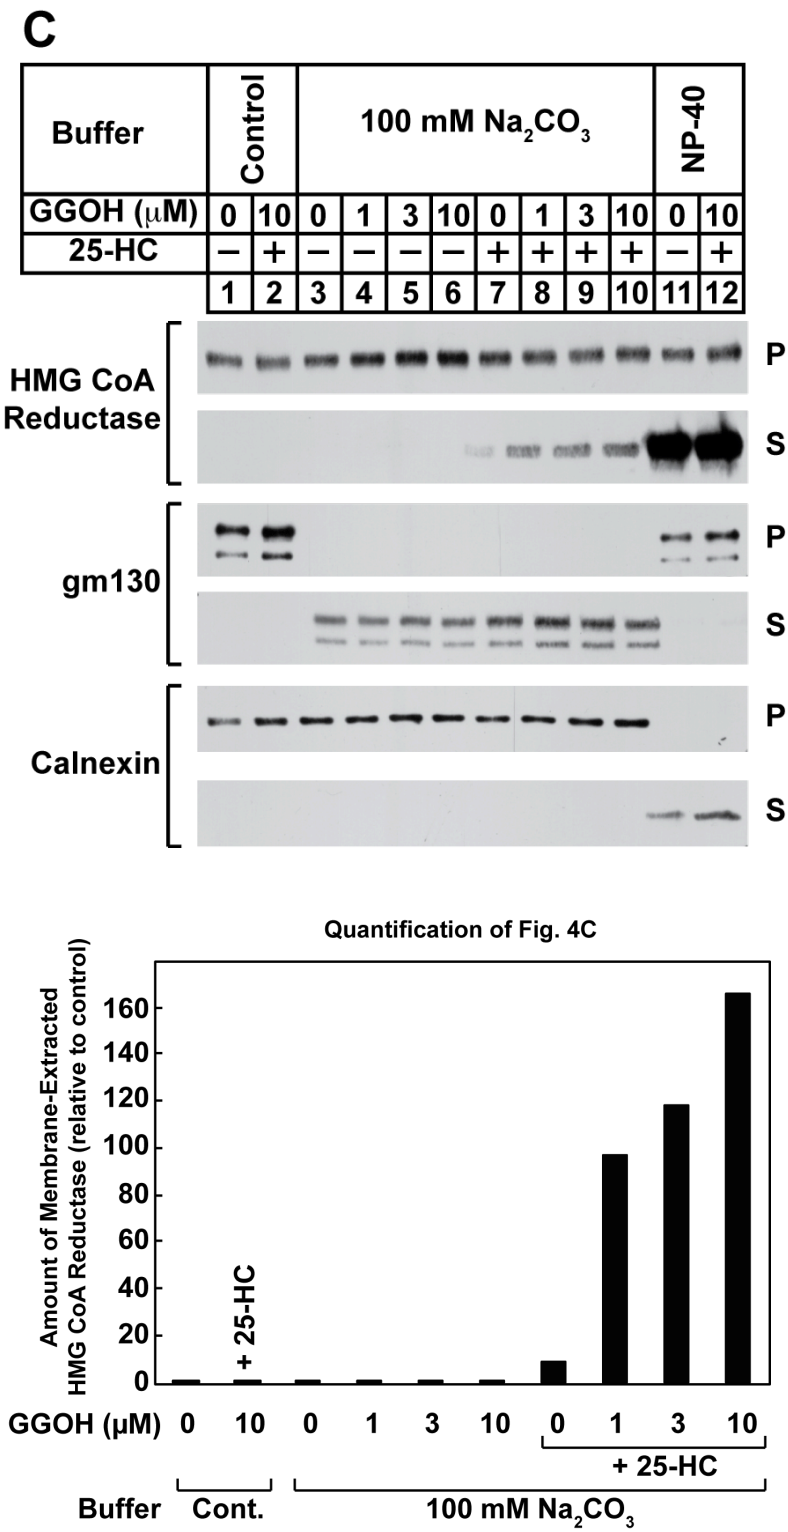 C
Buffer Control 100 mM Na₂CO₃ NP-40
GGOH (μM) 0 10 0 1 3 10 0 1 3 10 0 10
25-HC – + – – – – + + + + – +
1 2 3 4 5 6 7 8 9 10 11 12
HMG CoA
Reductase
P
S
gm130
P
S
Calnexin
P
S
Quantification of Fig. 4C
Amount of Membrane-Extracted
HMG CoA Reductase (relative to control)
160
140
120
100
80
60
40
20
0
+ 25-HC
GGOH (μM) 0 10 0 1 3 10 0 1 3 10
+ 25-HC
Buffer Cont. 100 mM Na₂CO₃